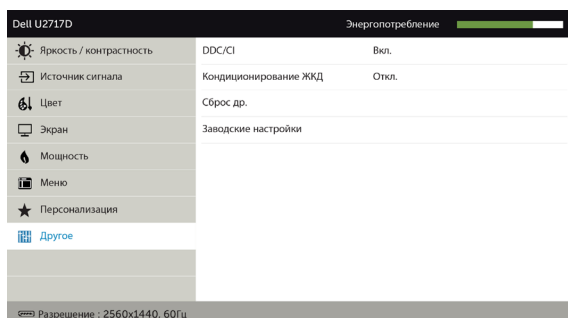 Dell U2717D Энергопотребление
Яркость / контрастность DDC/CI Вкл.
Источник сигнала Кондиционирование ЖКД Откл.
Цвет Сброс др.
Экран Заводские настройки
Мощность
Меню
Персонализация
Другое
Разрешение : 2560x1440, 60Гц